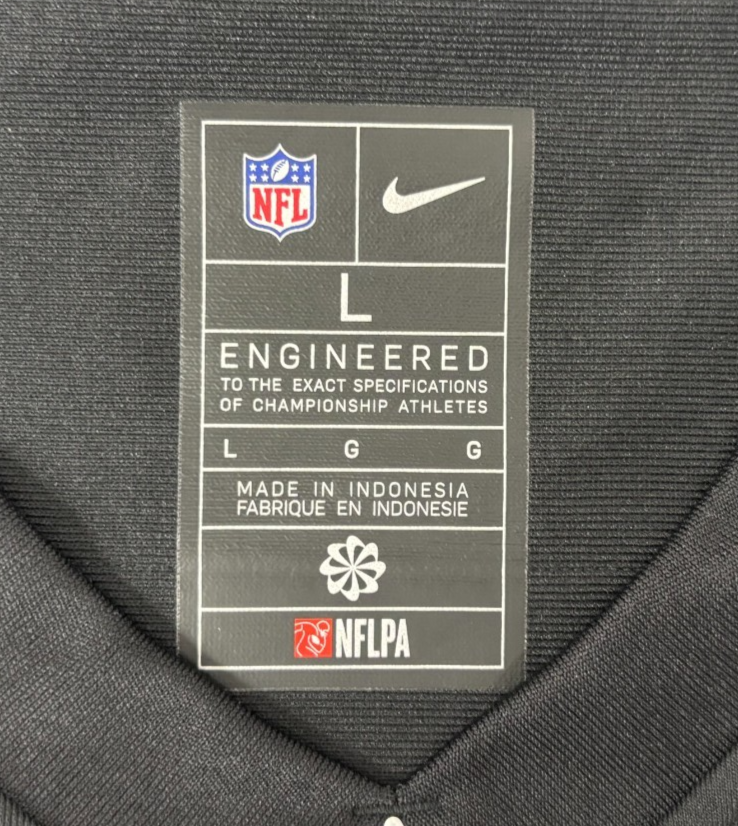 NFL
L
ENGINEERED
TO THE EXACT SPECIFICATIONS
OF CHAMPIONSHIP ATHLETES
L G G
MADE IN INDONESIA
FABRIQUE EN INDONESIE
NFLPA